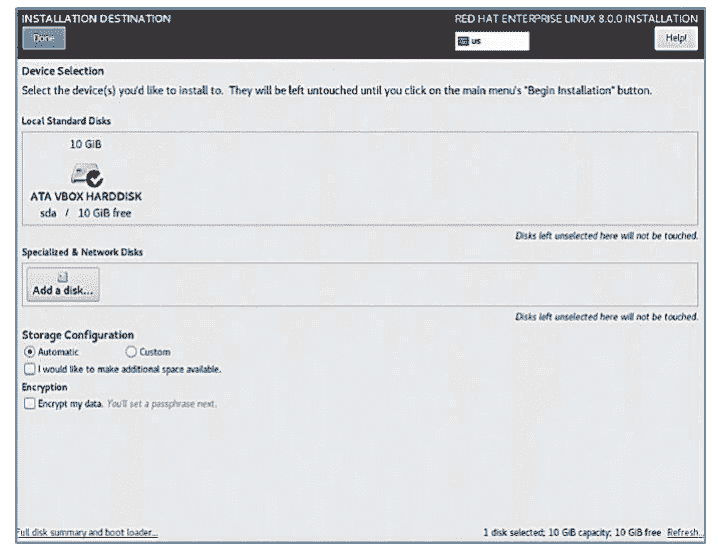 INSTALLATION DESTINATION
RED HAT ENTERPRISE LINUX 8.0.0 INSTALLATION
Done
us
Help!
Device Selection
Select the device(s) you'd like to install to. They will be left untouched until you click on the main menu's "Begin Installation" button.
Local Standard Disks
10 GiB
ATA VBOX HARDDISK
sda / 10 GiB free
Disks left unselected here will not be touched.
Specialized & Network Disks
Add a disk...
Disks left unselected here will not be touched.
Storage Configuration
Automatic Custom
I would like to make additional space available.
Encryption
Encrypt my data. You'll set a passphrase next.
Full disk summary and boot loader... 1 disk selected; 10 GiB capacity; 10 GiB free Refresh...